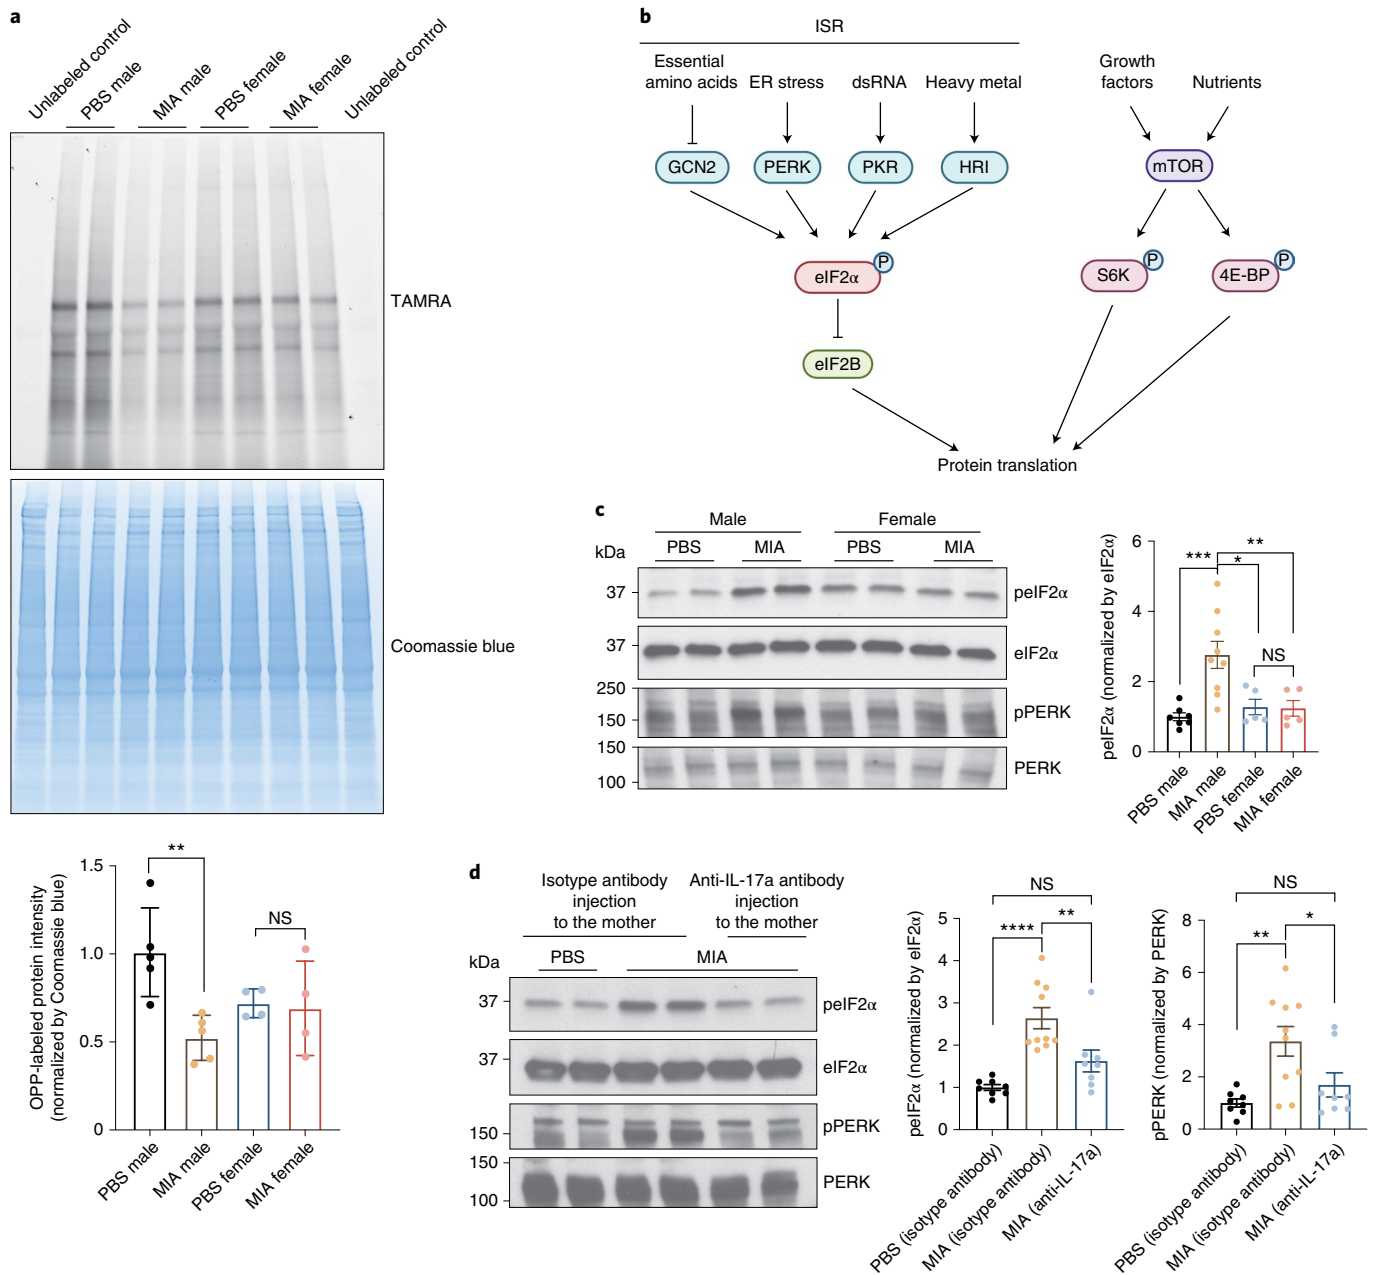 a
Unlabeled control
PBS male
MIA male
PBS female
MIA female
Unlabeled control
TAMRA
Coomassie blue
OPP-labeled protein intensity
(normalized by Coomassie blue)
1.5
1.0
0.5
0
**
NS
PBS male
MIA male
PBS female
MIA female
b
ISR
Essential
amino acids
ER stress
dsRNA
Heavy metal
Growth
factors
Nutrients
GCN2
PERK
PKR
HRI
mTOR
eIF2α
P
S6K
P
4E-BP
P
eIF2B
Protein translation
c
Male
Female
kDa
PBS
MIA
PBS
MIA
37
peIF2α
37
eIF2α
250
150
pPERK
150
100
PERK
peIF2α (normalized by eIF2α)
6
4
2
0
***
**
*
NS
PBS male
MIA male
PBS female
MIA female
d
Isotype antibody
injection
to the mother
Anti-IL-17a antibody
injection
to the mother
kDa
PBS
MIA
37
peIF2α
37
eIF2α
150
pPERK
150
100
PERK
peIF2α (normalized by eIF2α)
5
4
3
2
1
0
NS
****
**
PBS (isotype antibody)
MIA (isotype antibody)
MIA (anti-IL-17a)
pPERK (normalized by PERK)
8
6
4
2
0
NS
**
*
PBS (isotype antibody)
MIA (isotype antibody)
MIA (anti-IL-17a)